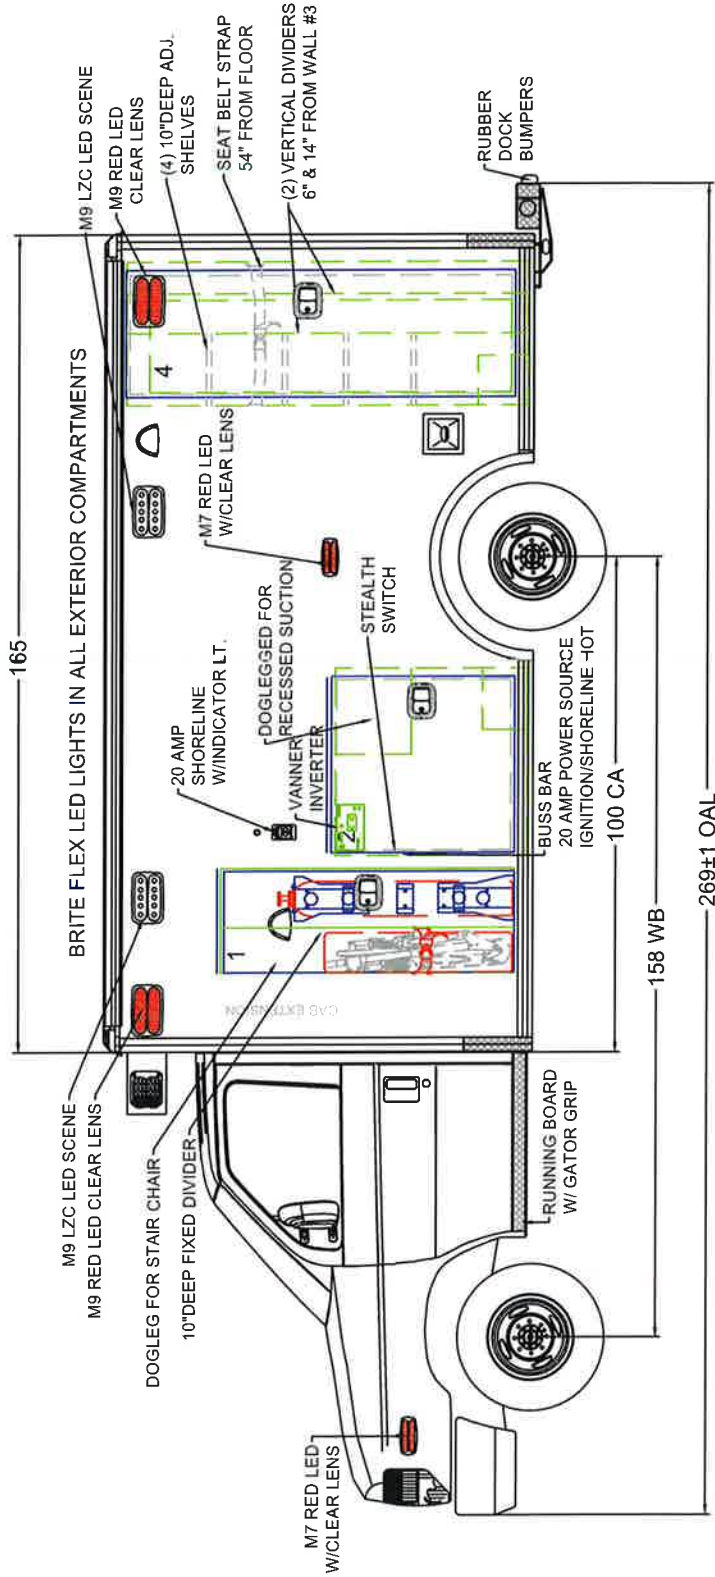 165
BRITE FLEX LED LIGHTS IN ALL EXTERIOR COMPARTMENTS
M9 LZC LED SCENE
M9 RED LED CLEAR LENS
DOGLEG FOR STAIR CHAIR
10"DEEP FIXED DIVIDER
M7 RED LED
W/CLEAR LENS
CAB EXTENSION
1
20 AMP
SHORELINE
W/INDICATOR LT.
VANNER
INVERTER
2
DOGLEGGED FOR
RECESSED SUCTION
M7 RED LED
W/CLEAR LENS
STEALTH
SWITCH
BUSS BAR
20 AMP POWER SOURCE
IGNITION/SHORELINE HOT
4
M9 LZC LED SCENE
M9 RED LED
CLEAR LENS
(4) 10"DEEP ADJ.
SHELVES
SEAT BELT STRAP
54" FROM FLOOR
(2) VERTICAL DIVIDERS
6" & 14" FROM WALL #3
RUBBER
DOCK
BUMPERS
RUNNING BOARD
W/ GATOR GRIP
100 CA
158 WB
269±1 OAL